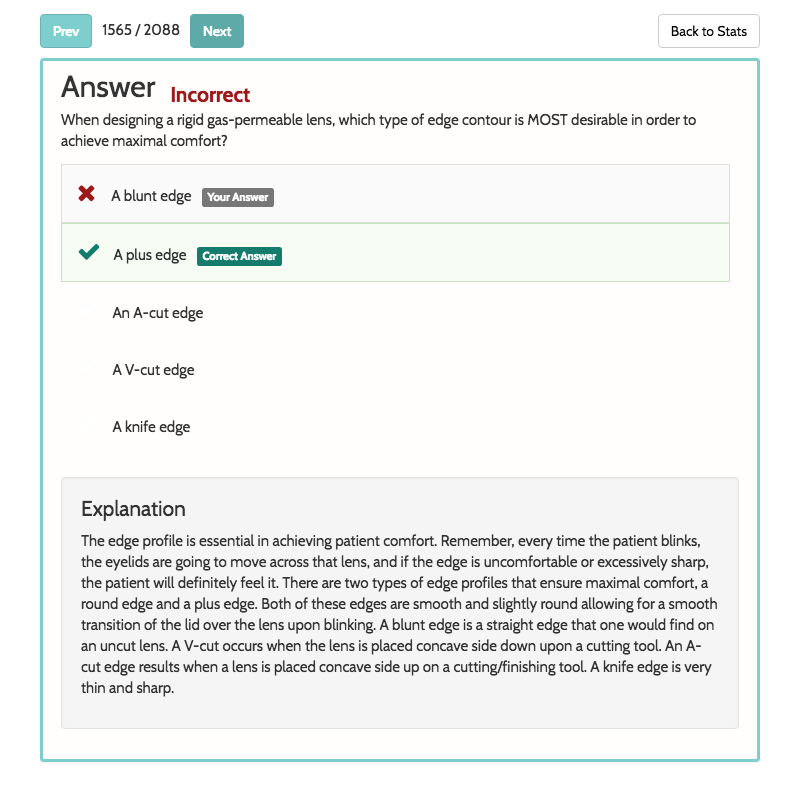 Prev 1565 / 2088 Next Back to Stats
Answer Incorrect
When designing a rigid gas-permeable lens, which type of edge contour is MOST desirable in order to
achieve maximal comfort?
A blunt edge Your Answer
A plus edge Correct Answer
An A-cut edge
A V-cut edge
A knife edge
Explanation
The edge profile is essential in achieving patient comfort. Remember, every time the patient blinks,
the eyelids are going to move across that lens, and if the edge is uncomfortable or excessively sharp,
the patient will definitely feel it. There are two types of edge profiles that ensure maximal comfort, a
round edge and a plus edge. Both of these edges are smooth and slightly round allowing for a smooth
transition of the lid over the lens upon blinking. A blunt edge is a straight edge that one would find on
an uncut lens. A V-cut occurs when the lens is placed concave side down upon a cutting tool. An A-
cut edge results when a lens is placed concave side up on a cutting/finishing tool. A knife edge is very
thin and sharp.